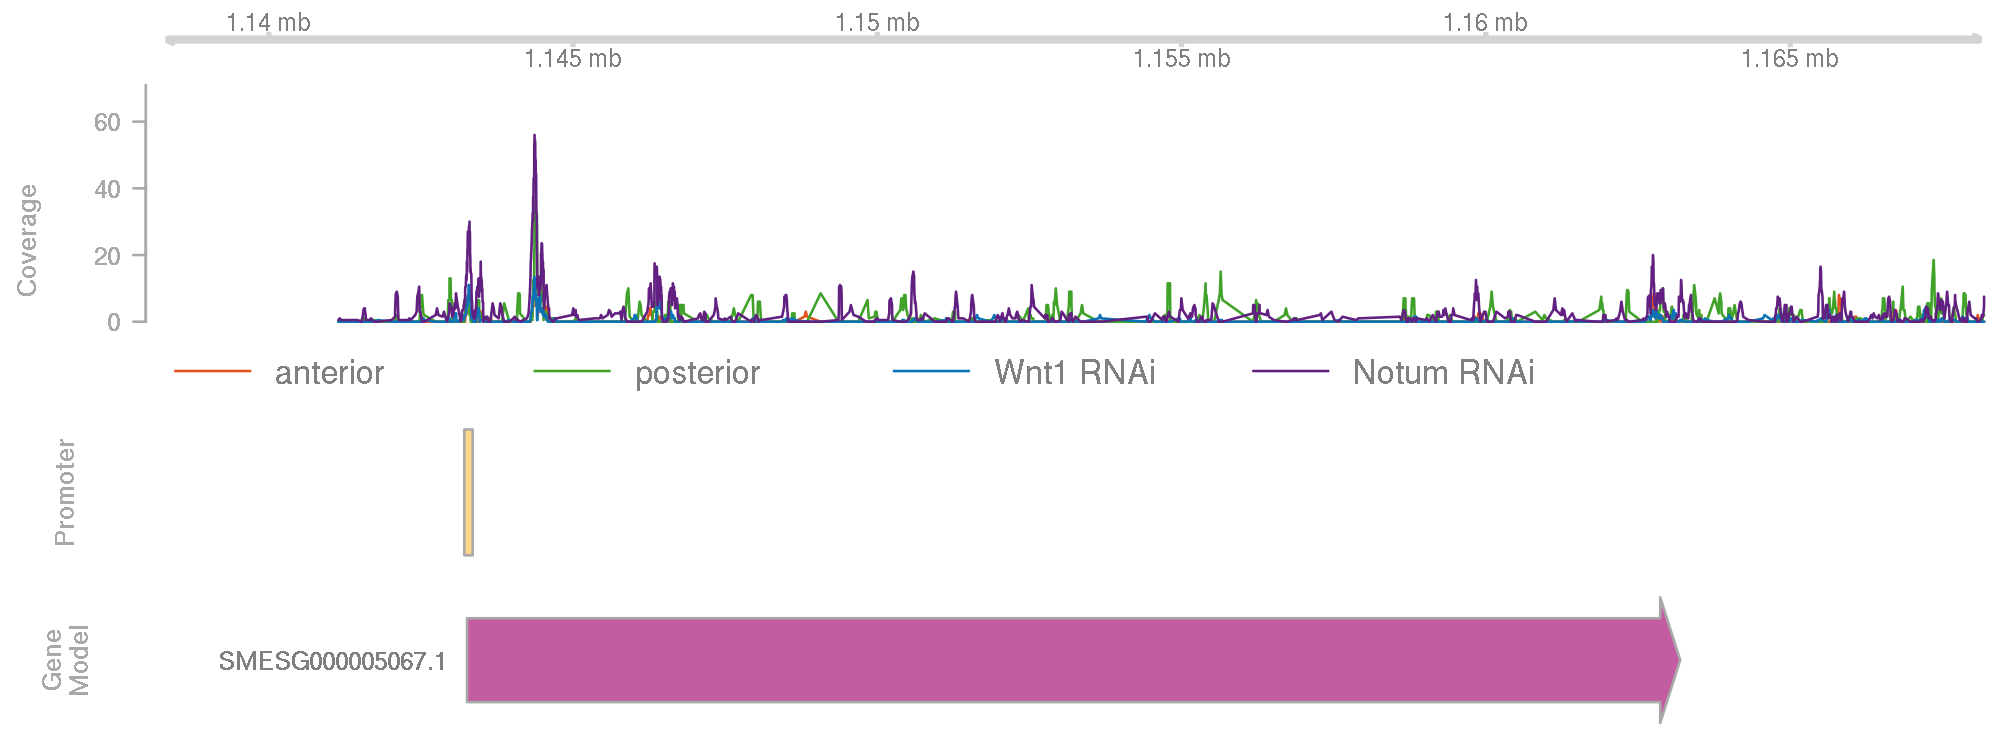 1.14 mb 1.15 mb 1.16 mb
1.145 mb 1.155 mb 1.165 mb
Coverage
60
40
20
0
anterior posterior Wnt1 RNAi Notum RNAi
Promoter
Gene
Model
SMESG000005067.1